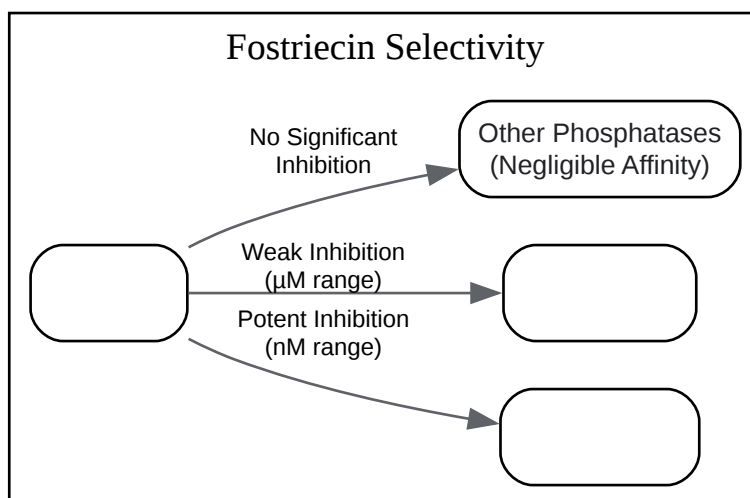 Fostriecin Selectivity
No Significant
Inhibition
Other Phosphatases
(Negligible Affinity)
Weak Inhibition
(µM range)
Potent Inhibition
(nM range)